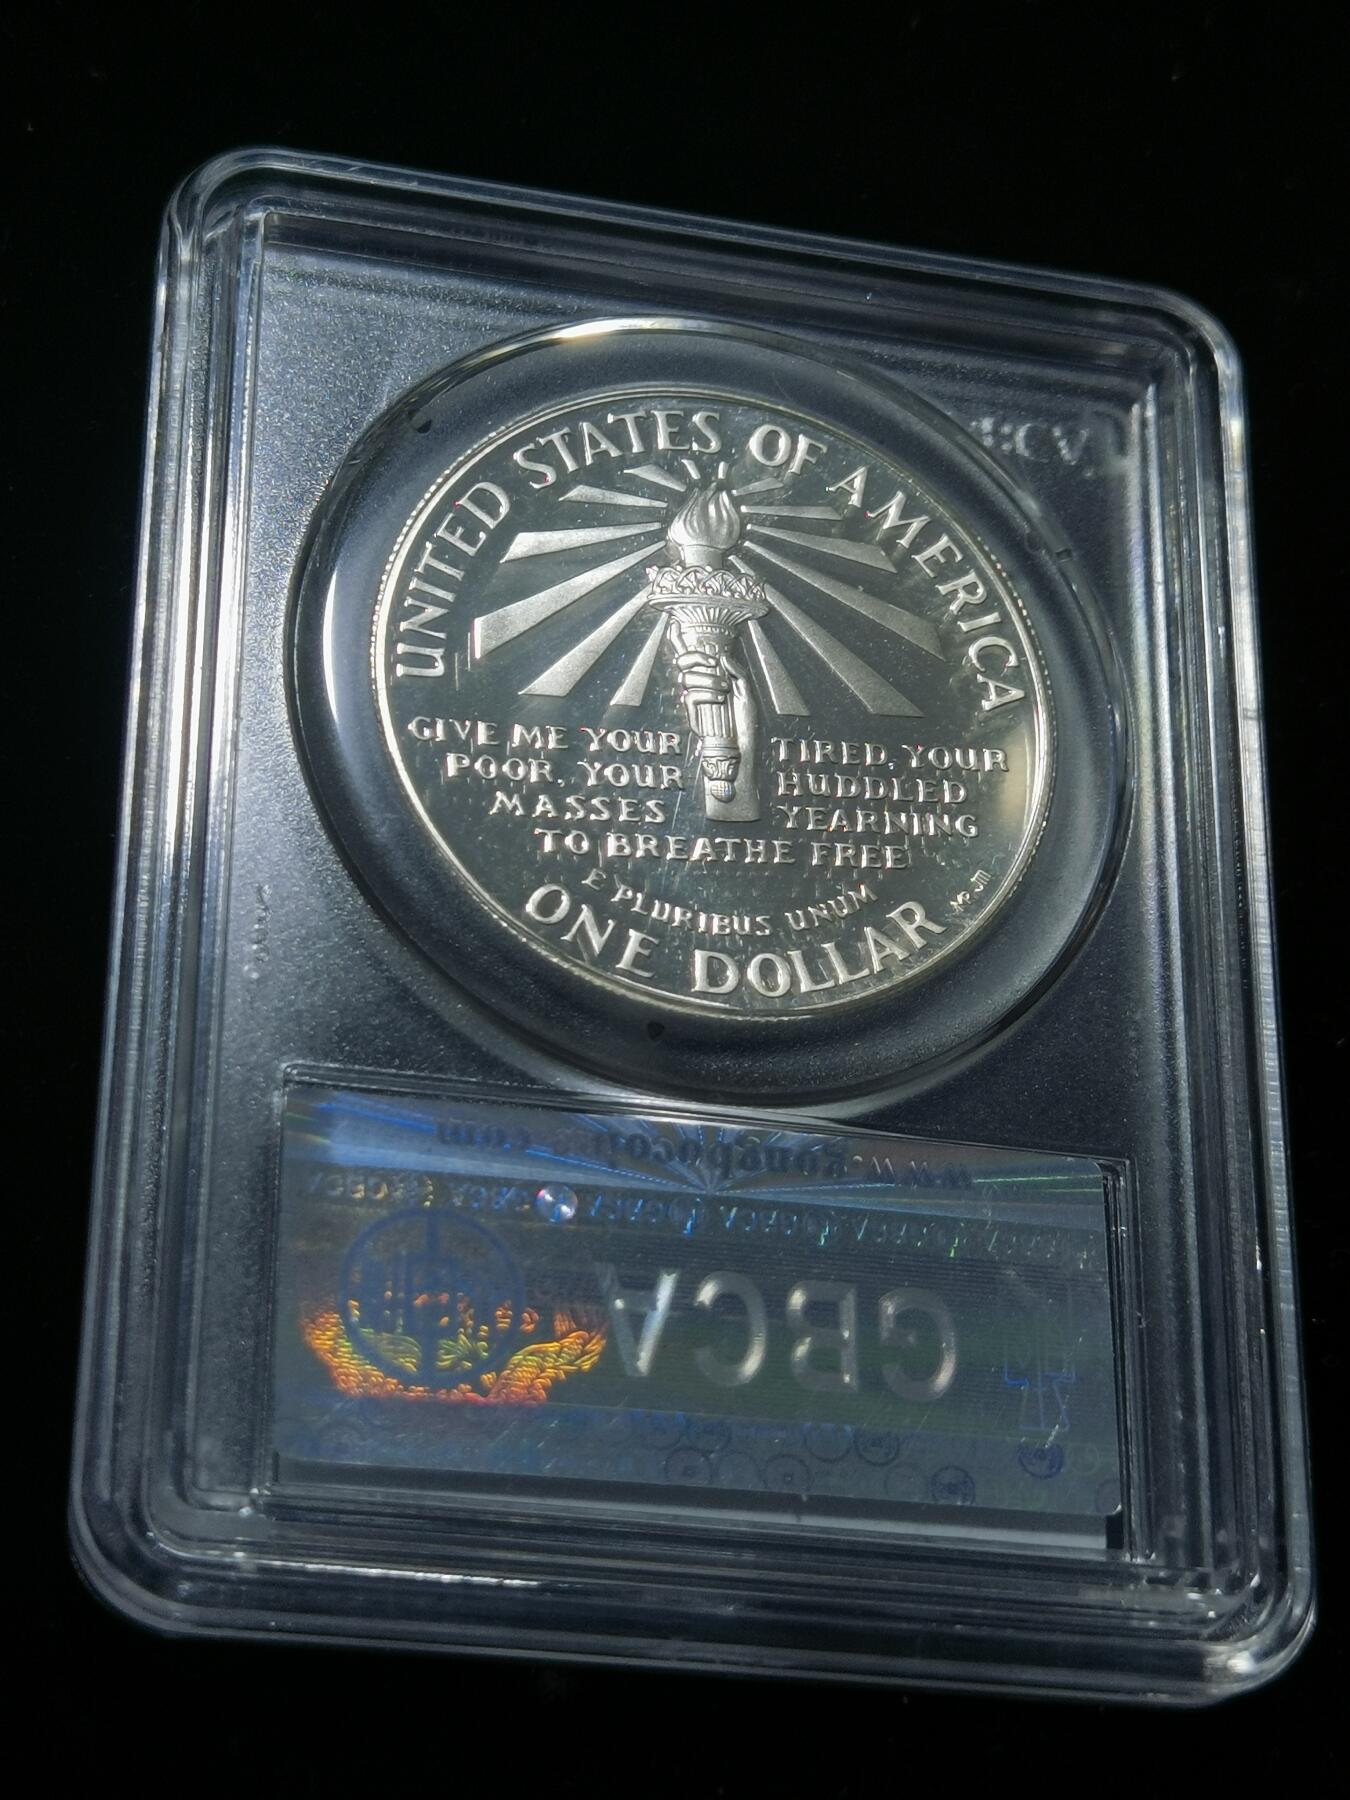 UNITED STATES OF AMERICA
GIVE ME YOUR TIRED, YOUR
POOR, YOUR HUDDLED
MASSES YEARNING
TO BREATHE FREE
E PLURIBUS UNUM
ONE DOLLAR
GBCA